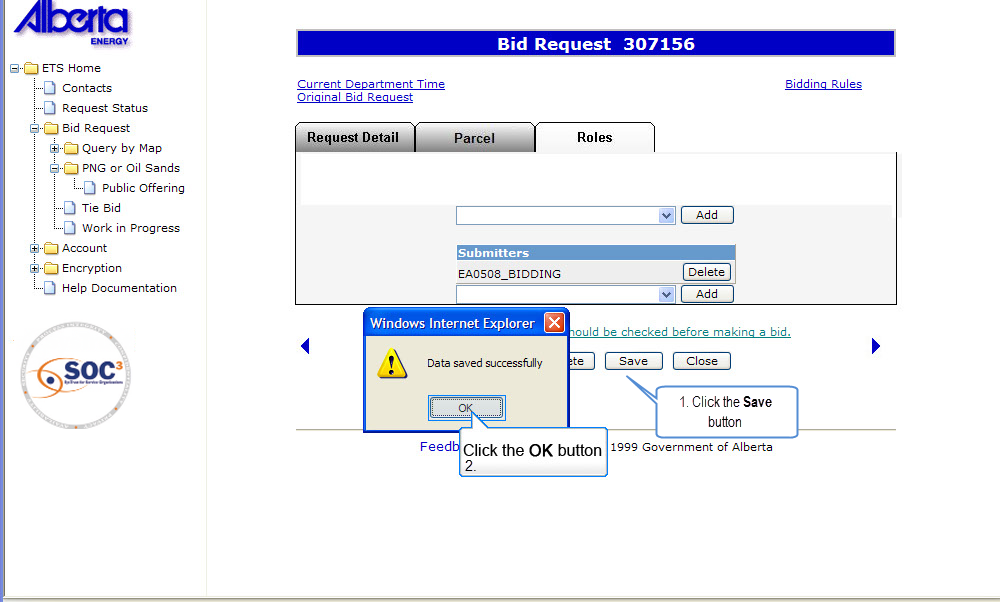 Alberta
ENERGY
ETS Home
Contacts
Request Status
Bid Request
Query by Map
PNG or Oil Sands
Public Offering
Tie Bid
Work in Progress
Account
Encryption
Help Documentation
SOC3
Bid Request 307156
Current Department Time
Bidding Rules
Original Bid Request
Request Detail
Parcel
Roles
Add
Submitters
EA0508_BIDDING
Delete
Add
Windows Internet Explorer
Data saved successfully
OK
hould be checked before making a bid.
ete
Save
Close
1. Click the Save
button
Click the OK button
2.
Feedb
1999 Government of Alberta